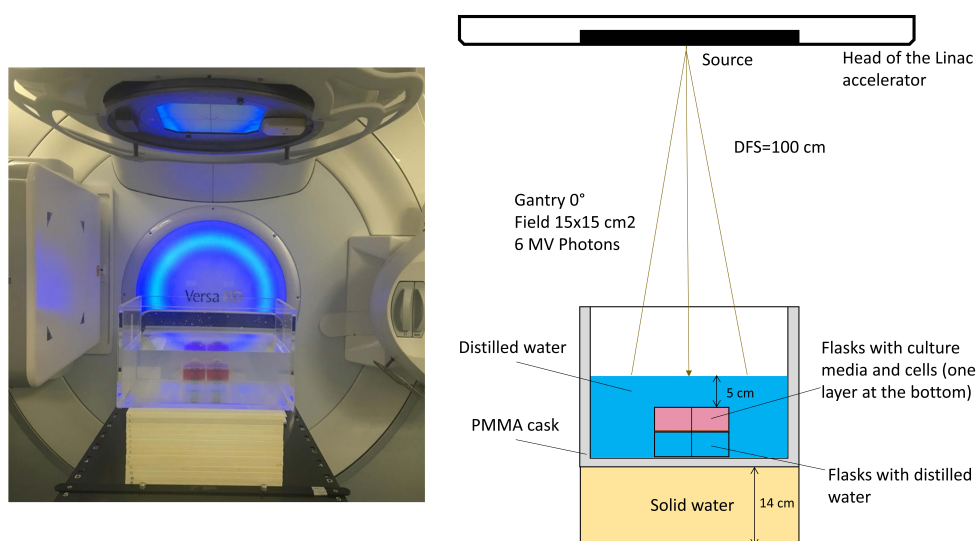 Versa HD
Source
Head of the Linac
accelerator
DFS=100 cm
Gantry 0°
Field 15x15 cm2
6 MV Photons
Distilled water
Flasks with culture
media and cells (one
layer at the bottom)
5 cm
PMMA cask
Flasks with distilled
water
Solid water
14 cm